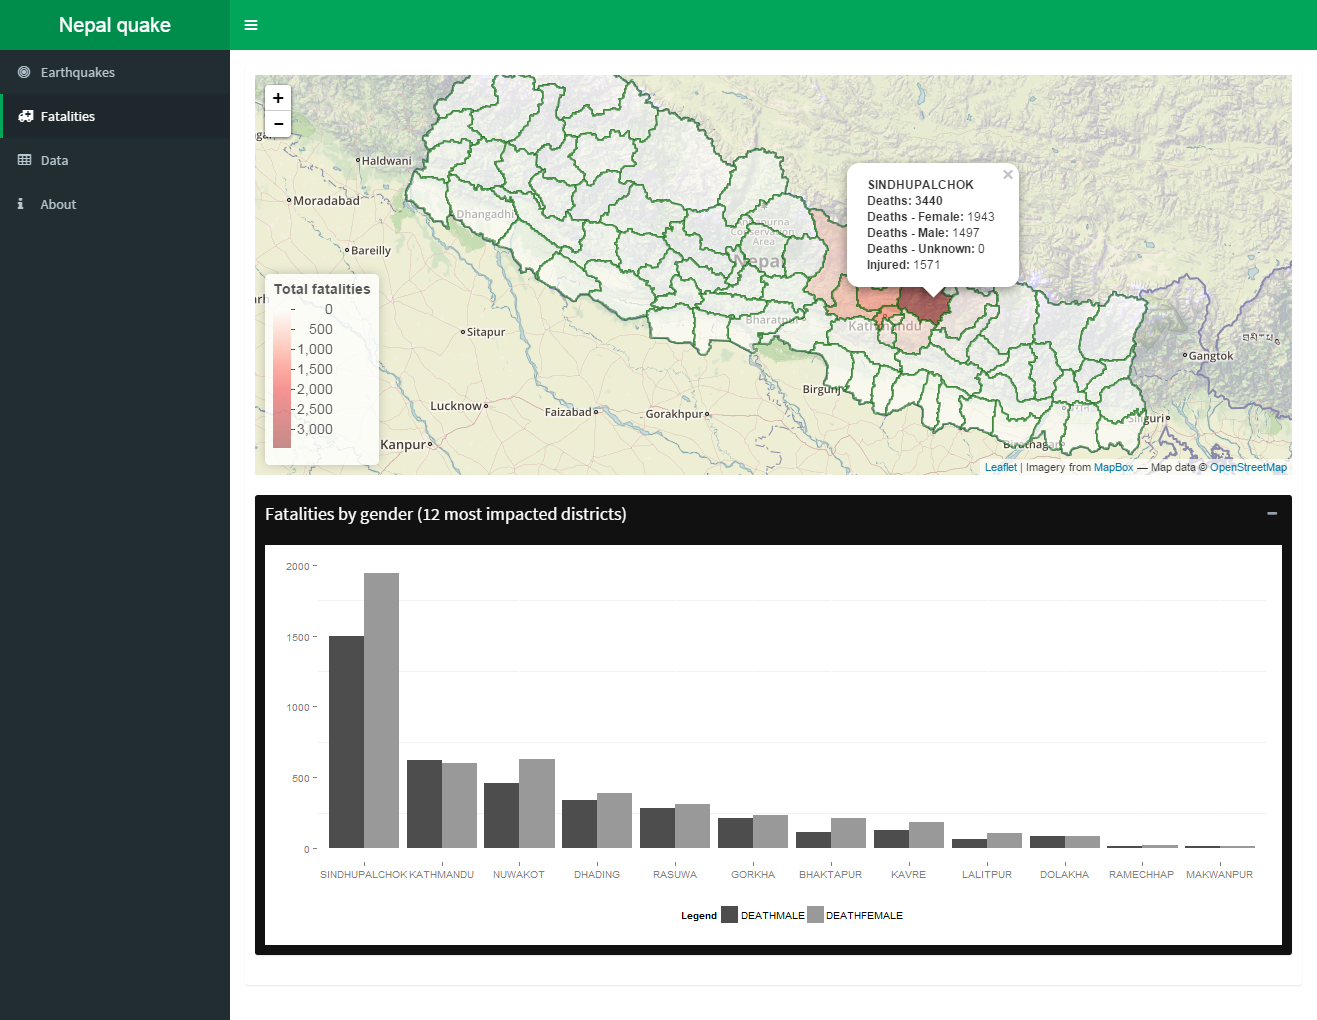 Nepal quake
Earthquakes
Fatalities
Data
About
+
−
Haldwani
Moradabad
Bareilly
Dhangadhi
Annapurna
Conservation
Area
Nepal
×
SINDHUPALCHOK
Deaths: 3440
Deaths - Female: 1943
Deaths - Male: 1497
Deaths - Unknown: 0
Injured: 1571
Total fatalities
0
500
1,000
1,500
2,000
2,500
3,000
Sitapur
Bharatpur
Kathmandu
Gangtok
Birgunj
Lucknow
Faizabad
Gorakhpur
Siliguri
Kanpur
Biratnagar
Leaflet | Imagery from MapBox — Map data © OpenStreetMap
Fatalities by gender (12 most impacted districts)
2000
1500
1000
500
0
SINDHUPALCHOK KATHMANDU NUWAKOT DHADING RASUWA GORKHA BHAKTAPUR KAVRE LALITPUR DOLAKHA RAMECHHAP MAKWANPUR
Legend DEATHMALE DEATHFEMALE